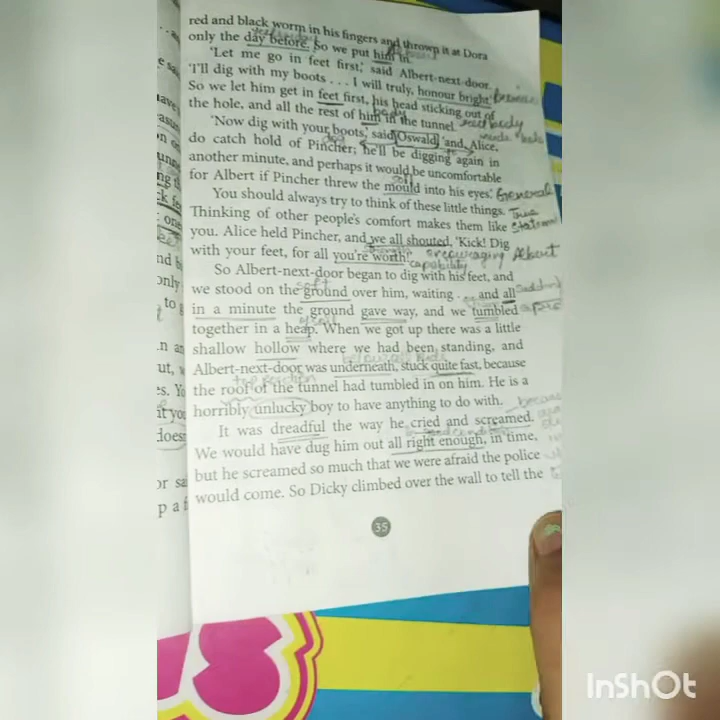 red and black worm in his fingers and thrown it at Dora
only the day before. So we put him in.
'Let me go in feet first,' said Albert-next-door.
'I'll dig with my boots . . . I will truly, honour bright.'
So we let him get in feet first, his head sticking out of
the hole, and all the rest of him in the tunnel.
'Now dig with your boots,' said Oswald, 'and, Alice,
do catch hold of Pincher; he'll be digging again in
another minute, and perhaps it would be uncomfortable
for Albert if Pincher threw the mould into his eyes.' General
You should always try to think of these little things. True
Thinking of other people's comfort makes them like Statement
you. Alice held Pincher, and we all shouted, 'Kick! Dig
with your feet, for all you're worth!' encouraging Albert
capability
So Albert-next-door began to dig with his feet, and
soft
we stood on the ground over him, waiting . . . and all
in a minute the ground gave way, and we tumbled
together in a heap. When we got up there was a little
shallow hollow where we had been standing, and
Albert-next-door was underneath, stuck quite fast, because
the roof of the tunnel had tumbled in on him. He is a
horribly unlucky boy to have anything to do with.
It was dreadful the way he cried and screamed.
We would have dug him out all right enough, in time,
but he screamed so much that we were afraid the police
would come. So Dicky climbed over the wall to tell the
35
InShOt